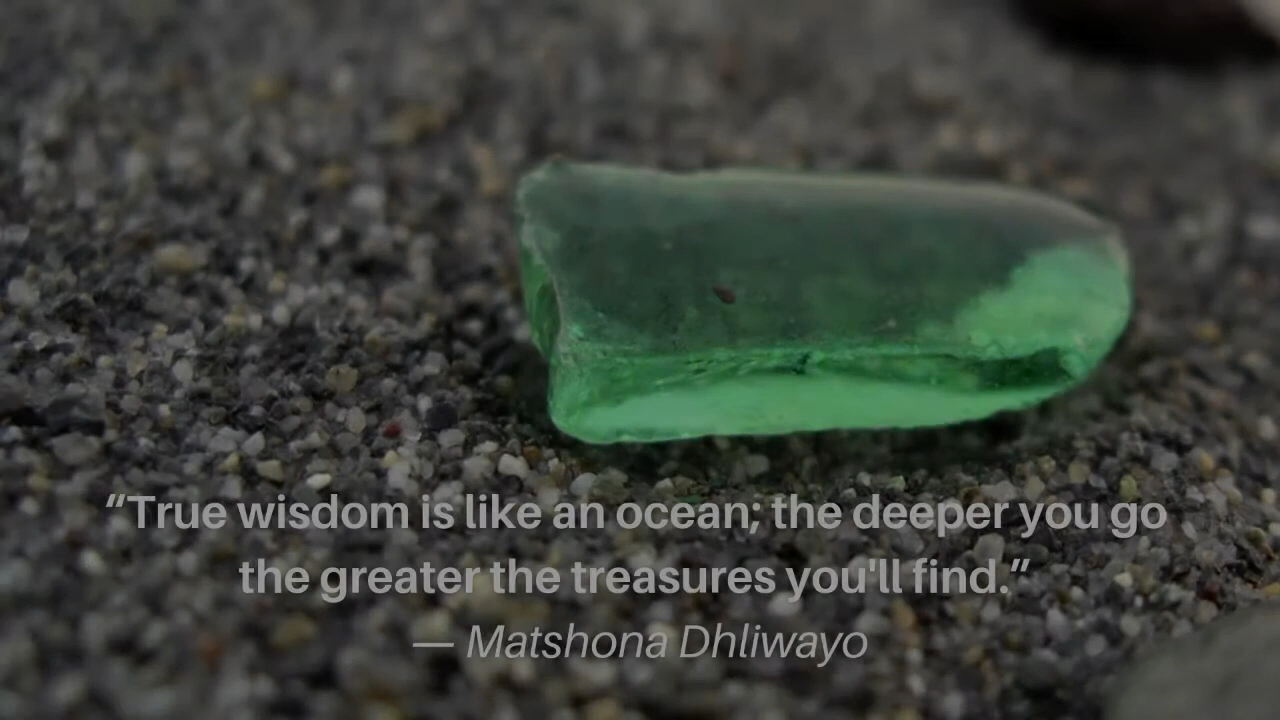 “True wisdom is like an ocean; the deeper you go
the greater the treasures you'll find.”
— Matshona Dhliwayo